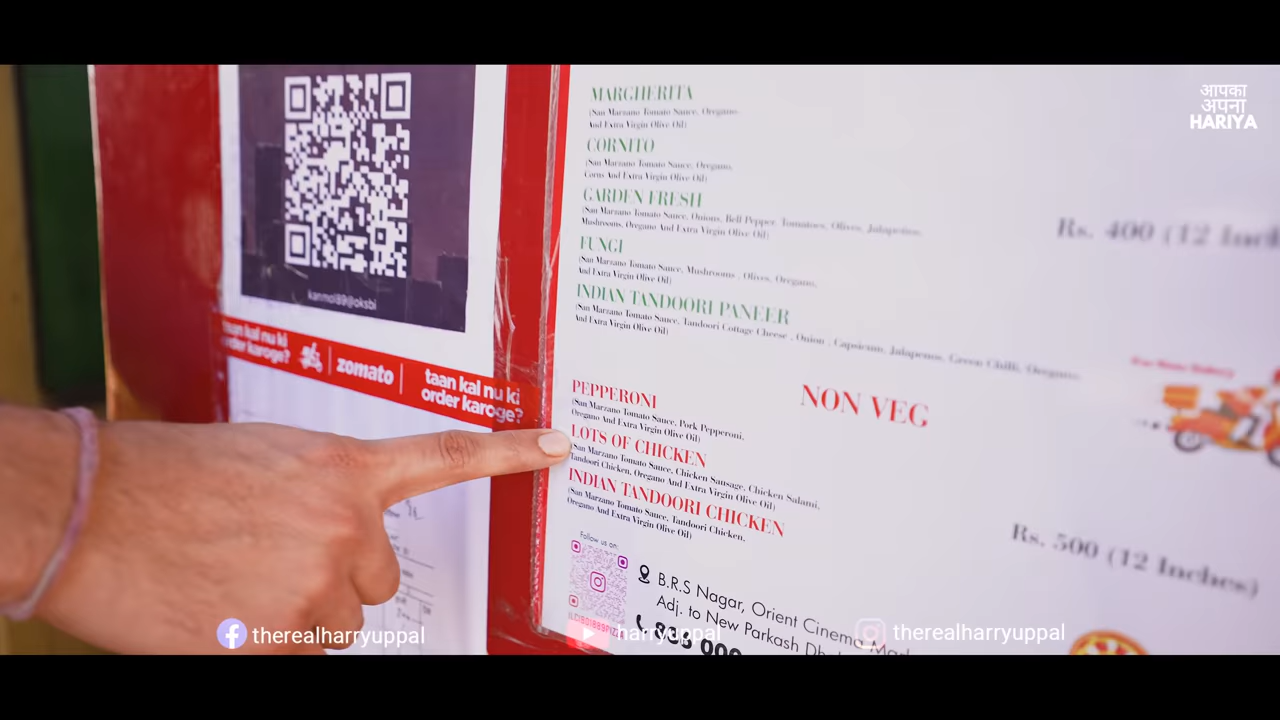 आपका
अपना
HARIYA
kanmol89@oksbi
taan kal nu ki
order karoge?
zomato
taan kal nu ki
order karoge?
MARGHERITA
(San Marzano Tomato Sauce, Oregano
And Extra Virgin Olive Oil)
CORNITO
(San Marzano Tomato Sauce, Oregano,
Corns And Extra Virgin Olive Oil)
GARDEN FRESH
(San Marzano Tomato Sauce, Onions, Bell Pepper, Tomatoes, Olives, Jalapeños,
Mushrooms, Oregano And Extra Virgin Olive Oil)
Rs. 400 (12 Incl
FUNGI
(San Marzano Tomato Sauce, Mushrooms , Olives, Oregano,
And Extra Virgin Olive Oil)
INDIAN TANDOORI PANEER
(San Marzano Tomato Sauce, Tandoori Cottage Cheese , Onion , Capsicum, Jalapenos, Green Chilli, Oregano,
And Extra Virgin Olive Oil)
NON VEG
PEPPERONI
(San Marzano Tomato Sauce, Pork Pepperoni,
Oregano And Extra Virgin Olive Oil)
LOTS OF CHICKEN
(San Marzano Tomato Sauce, Chicken Sausage, Chicken Salami,
Tandoori Chicken, Oregano And Extra Virgin Olive Oil)
INDIAN TANDOORI CHICKEN
(San Marzano Tomato Sauce, Tandoori Chicken,
Oregano And Extra Virgin Olive Oil)
Rs. 500 (12 Inches)
Follow us on:
B.R.S Nagar, Orient Cinema
Adj. to New Parkash
therealharryuppal
harryuppal
therealharryuppal